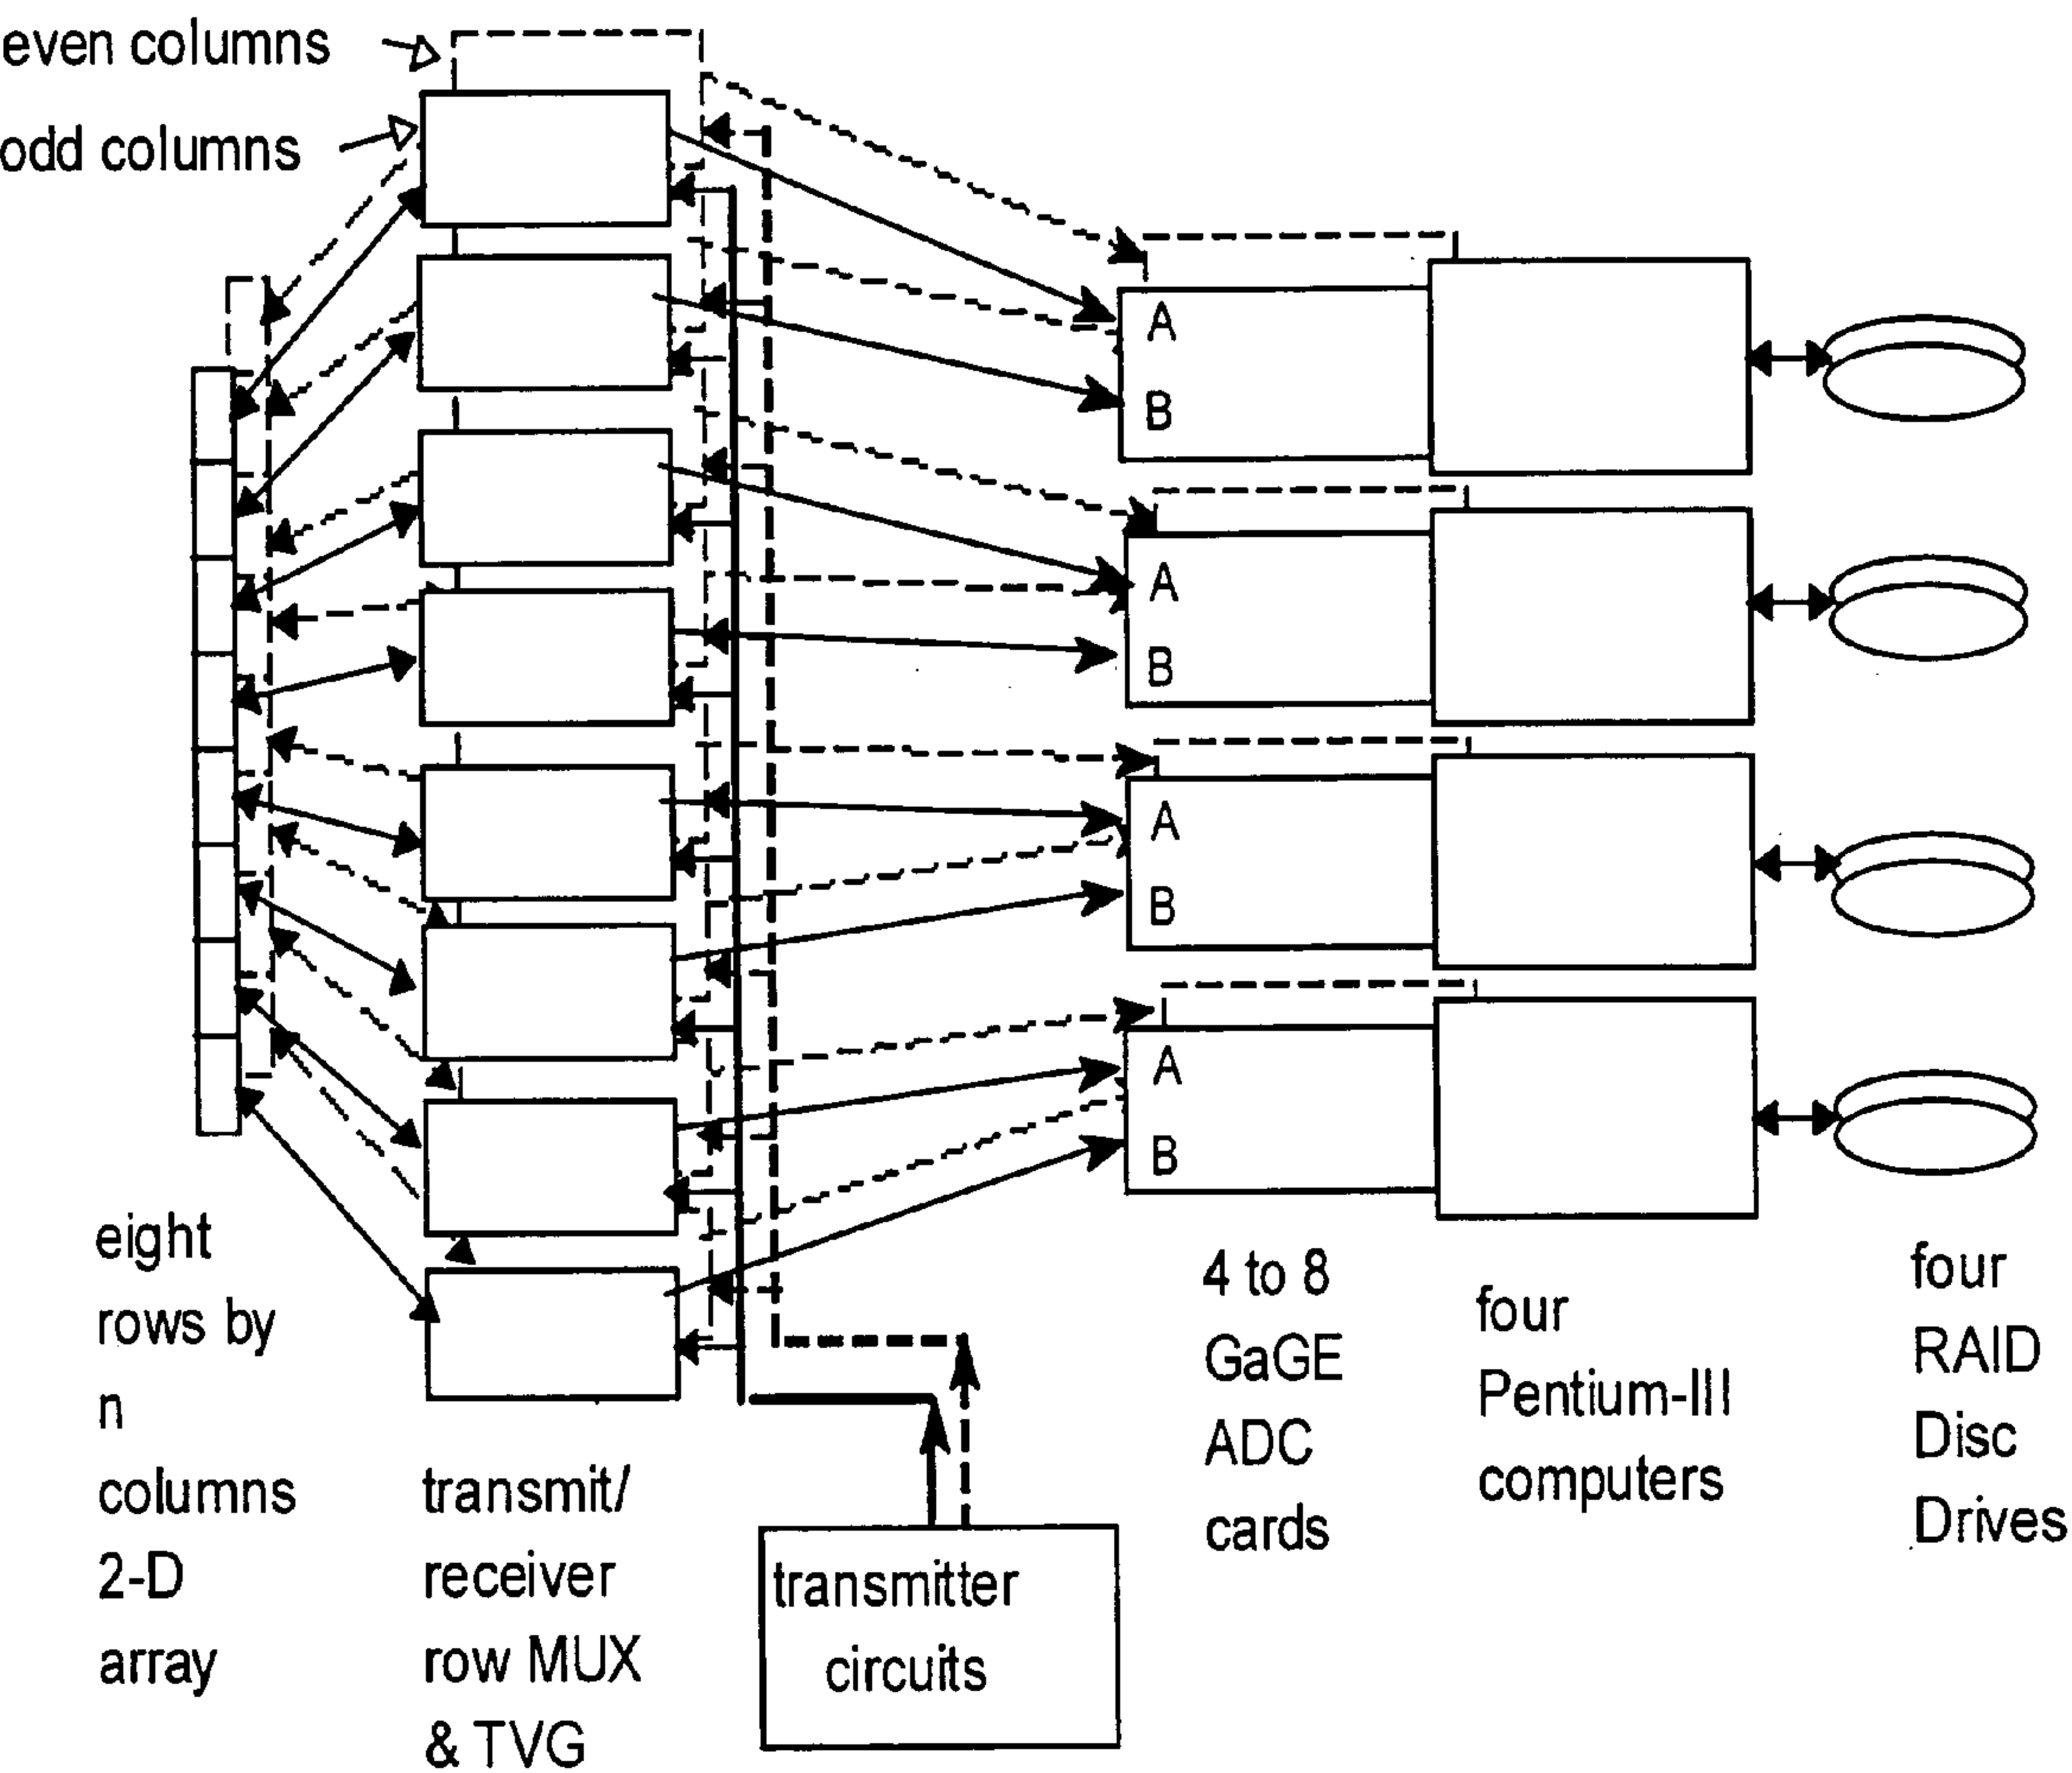 even columns
odd columns
A
B
A
B
A
B
A
B
eight
rows by
n
columns
2-D
array
transmit/
receiver
row MUX
& TVG
transmitter
circuits
4 to 8
GaGE
ADC
cards
four
Pentium-III
computers
four
RAID
Disc
Drives